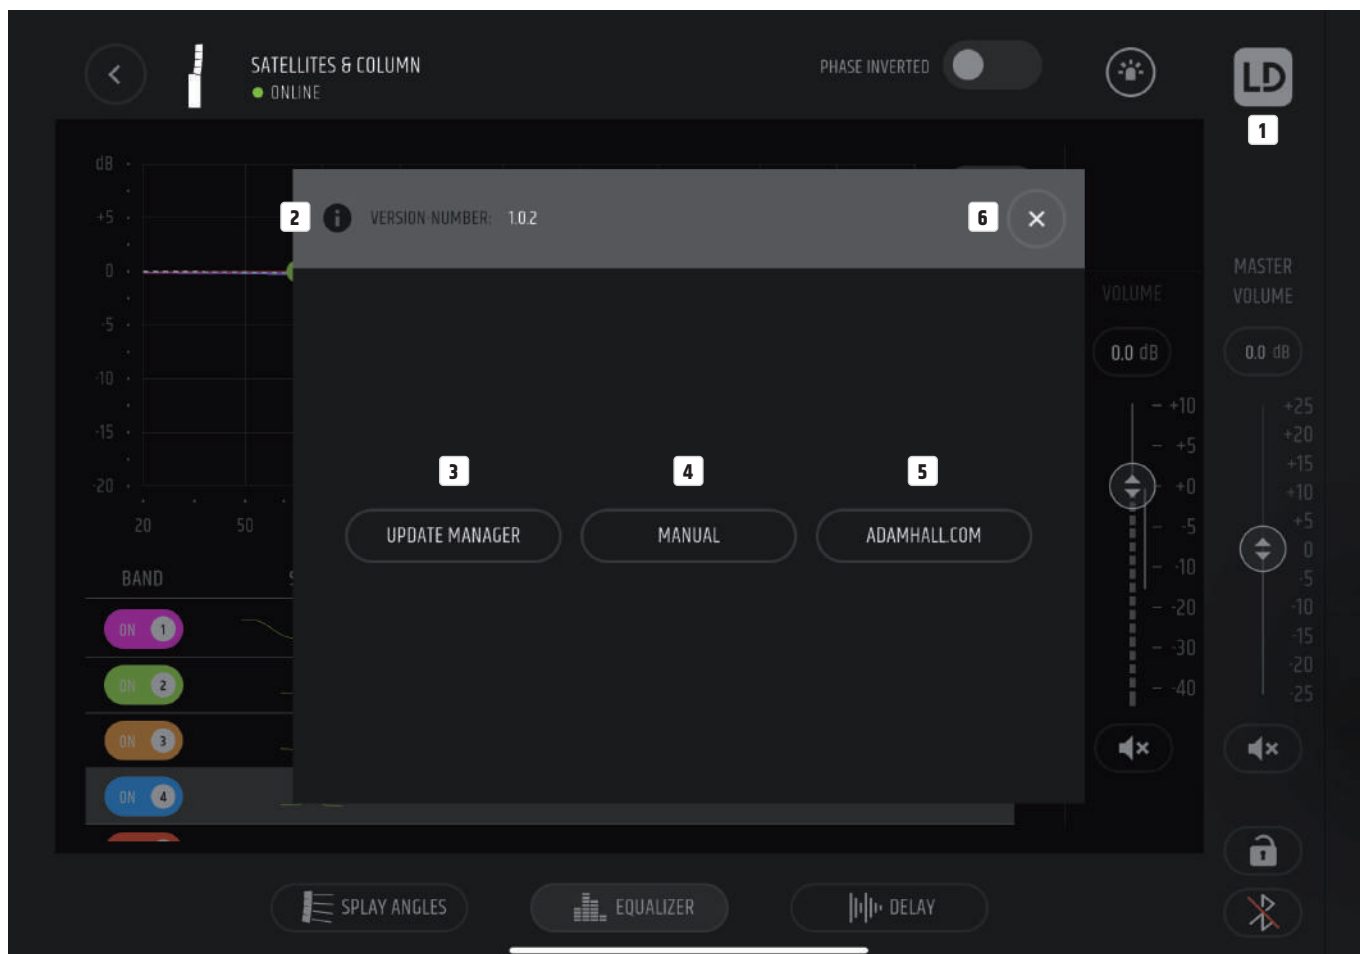 SATELLITES & COLUMN
ONLINE
PHASE INVERTED
LD
1
dB
+5
0
-5
-10
-15
-20
20
50
2
VERSION-NUMBER: 1.0.2
6
3
4
5
UPDATE MANAGER
MANUAL
ADAMHALL.COM
VOLUME
0.0 dB
+10
+5
+0
-5
-10
-20
-30
-40
MASTER
VOLUME
0.0 dB
+25
+20
+15
+10
+5
0
-5
-10
-15
-20
-25
BAND
ON 1
ON 2
ON 3
ON 4
SPLAY ANGLES
EQUALIZER
DELAY